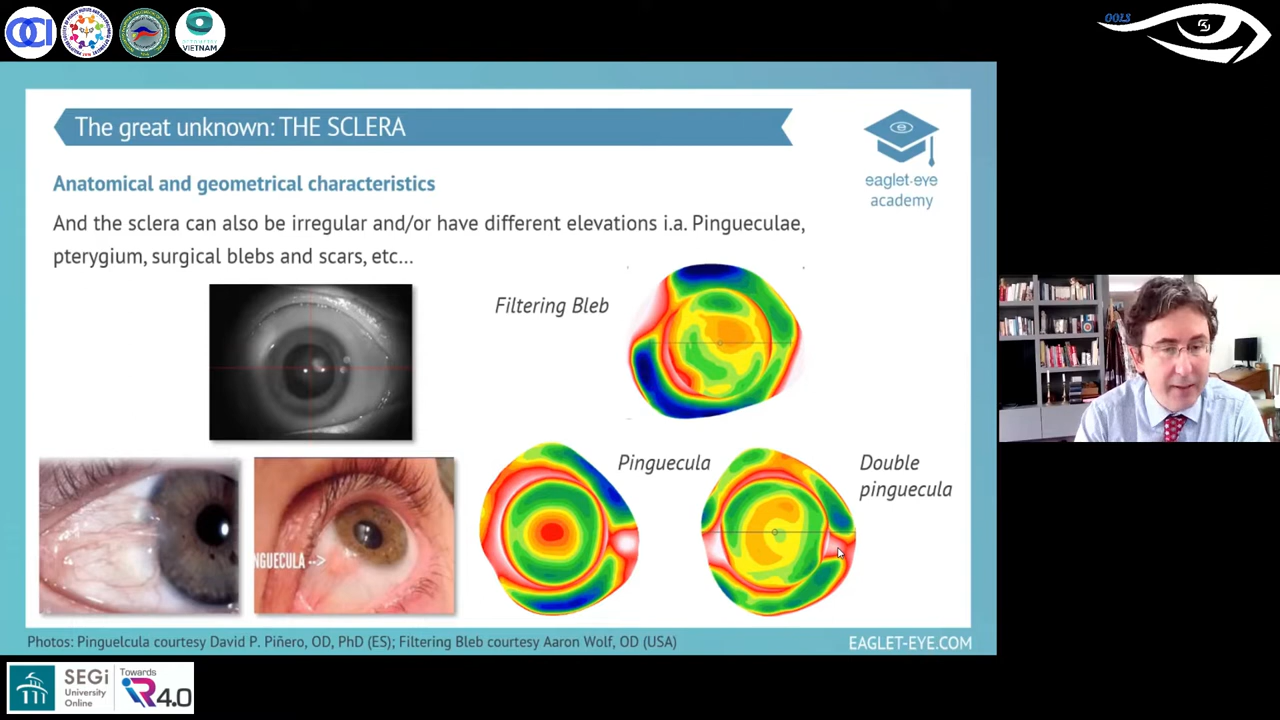 OCI
VIETNAM
OOLS
The great unknown: THE SCLERA
eaglet-eye
academy
Anatomical and geometrical characteristics
And the sclera can also be irregular and/or have different elevations i.a. Pingueculae,
pterygium, surgical blebs and scars, etc...
Filtering Bleb
Pinguecula
Double
pinguecula
NGUECULA -->
Photos: Pinguelcula courtesy David P. Piñero, OD, PhD (ES); Filtering Bleb courtesy Aaron Wolf, OD (USA)
EAGLET-EYE.COM
SEGi
University
Online
Towards
iR4.0